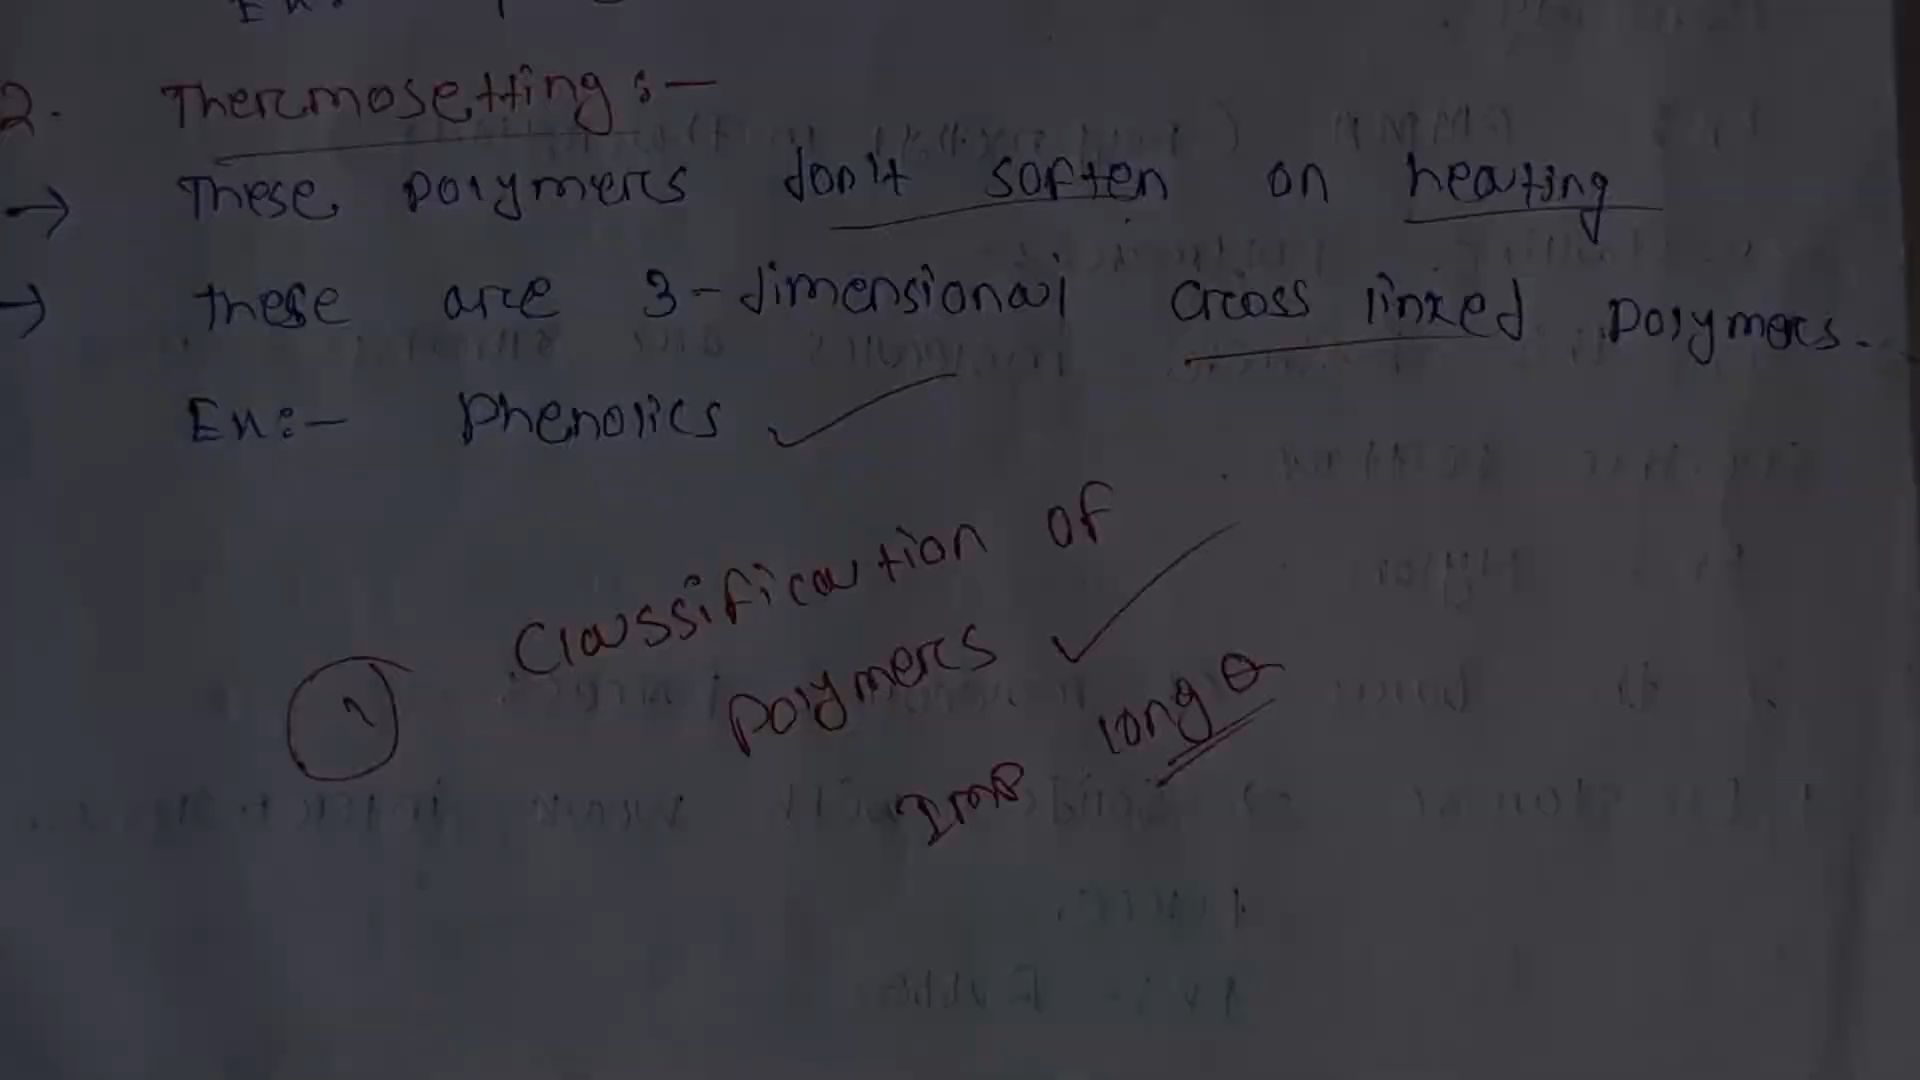 2. Thermosetting :-
→ These polymers don't soften on heating
→ these are 3-dimensional cross linked polymers.
Ex:- Phenolics ✓
Classification of
polymers ✓
Imp long Q